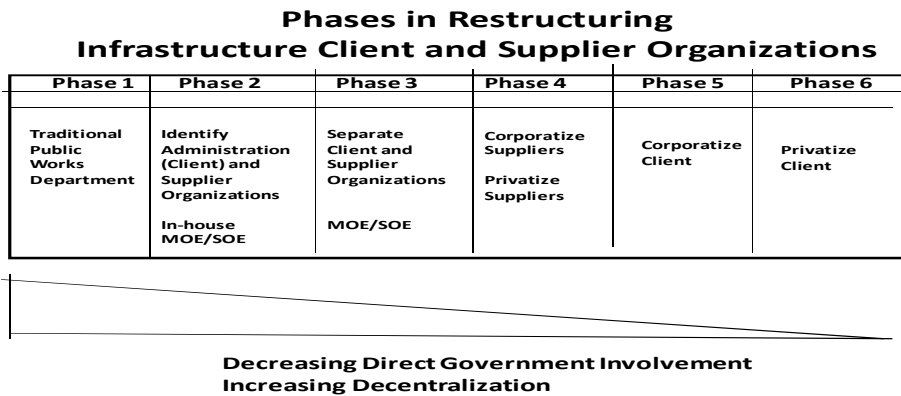 Phases in Restructuring
Infrastructure Client and Supplier Organizations
Phase 1 Phase 2 Phase 3 Phase 4 Phase 5 Phase 6
Traditional
Public
Works
Department
Identify
Administration
(Client) and
Supplier
Organizations
In-house
MOE/SOE
Separate
Client and
Supplier
Organizations
MOE/SOE
Corporatize
Suppliers
Privatize
Suppliers
Corporatize
Client
Privatize
Client
Decreasing Direct Government Involvement
Increasing Decentralization